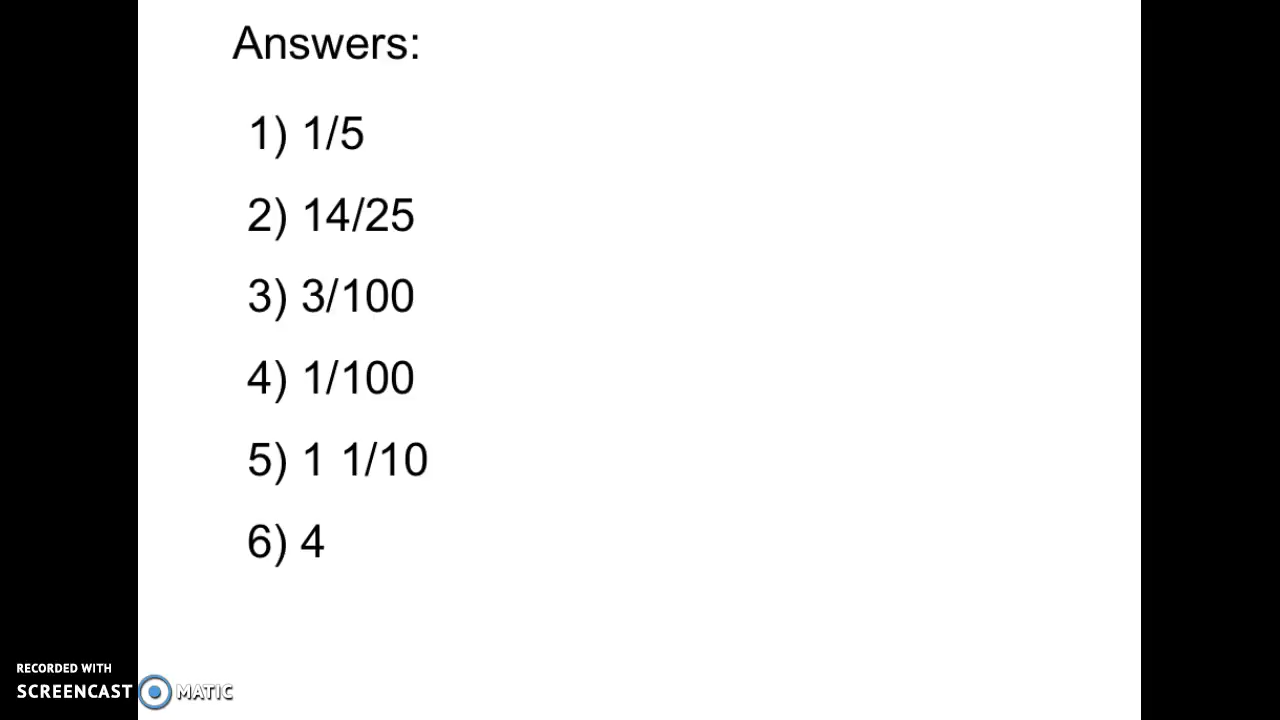 Answers:
1) 1/5
2) 14/25
3) 3/100
4) 1/100
5) 1 1/10
6) 4
RECORDED WITH
SCREENCAST MATIC